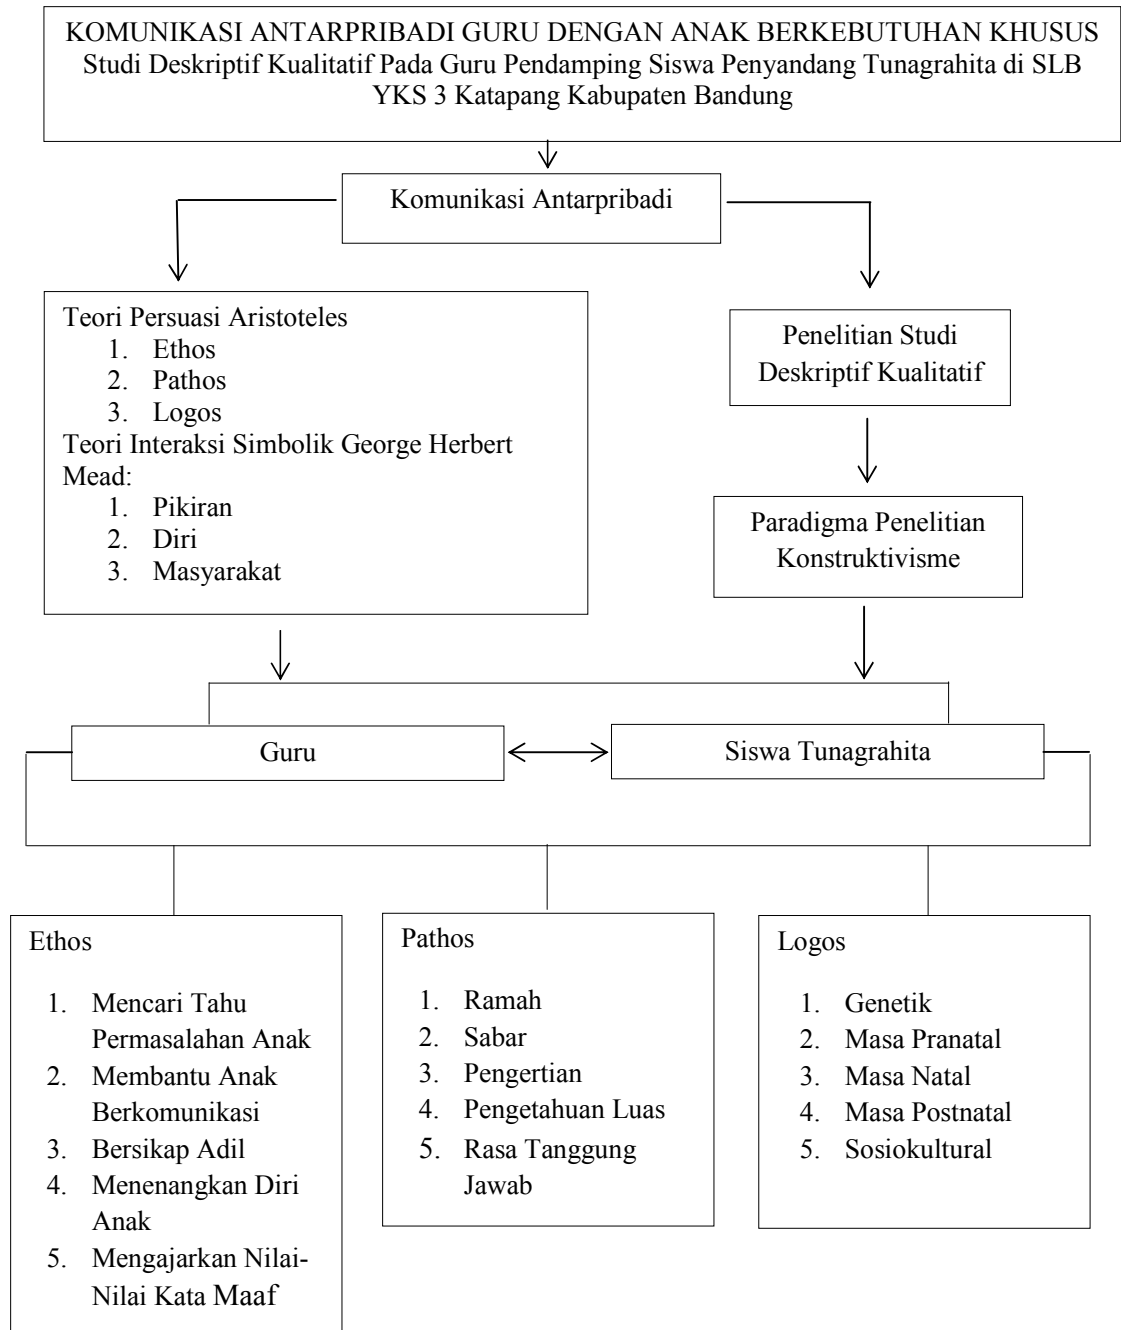 KOMUNIKASI ANTARPRIBADI GURU DENGAN ANAK BERKEBUTUHAN KHUSUS
Studi Deskriptif Kualitatif Pada Guru Pendamping Siswa Penyandang Tunagrahita di SLB
YKS 3 Katapang Kabupaten Bandung
Komunikasi Antarpribadi
Teori Persuasi Aristoteles
1. Ethos
2. Pathos
3. Logos
Teori Interaksi Simbolik George Herbert
Mead:
1. Pikiran
2. Diri
3. Masyarakat
Penelitian Studi
Deskriptif Kualitatif
Paradigma Penelitian
Konstruktivisme
Guru
Siswa Tunagrahita
Ethos
1. Mencari Tahu
Permasalahan Anak
2. Membantu Anak
Berkomunikasi
3. Bersikap Adil
4. Menenangkan Diri
Anak
5. Mengajarkan Nilai-
Nilai Kata Maaf
Pathos
1. Ramah
2. Sabar
3. Pengertian
4. Pengetahuan Luas
5. Rasa Tanggung
Jawab
Logos
1. Genetik
2. Masa Pranatal
3. Masa Natal
4. Masa Postnatal
5. Sosiokultural